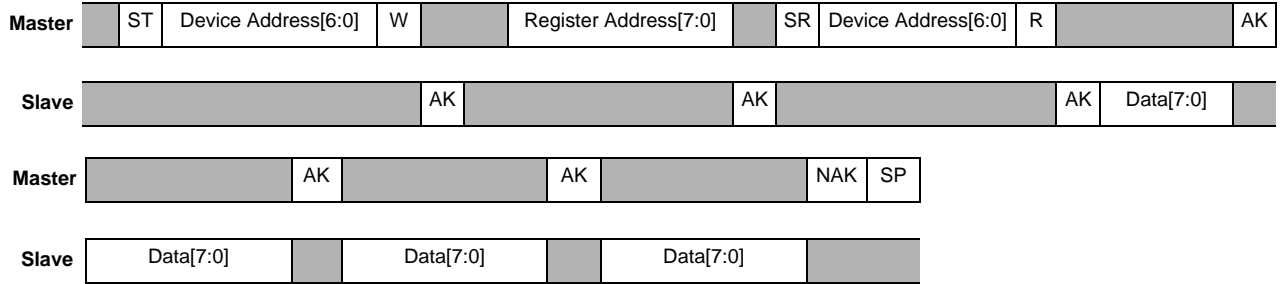 Master ST Device Address[6:0] W Register Address[7:0] SR Device Address[6:0] R AK
Slave AK AK AK Data[7:0]
Master AK AK NAK SP
Slave Data[7:0] Data[7:0] Data[7:0]